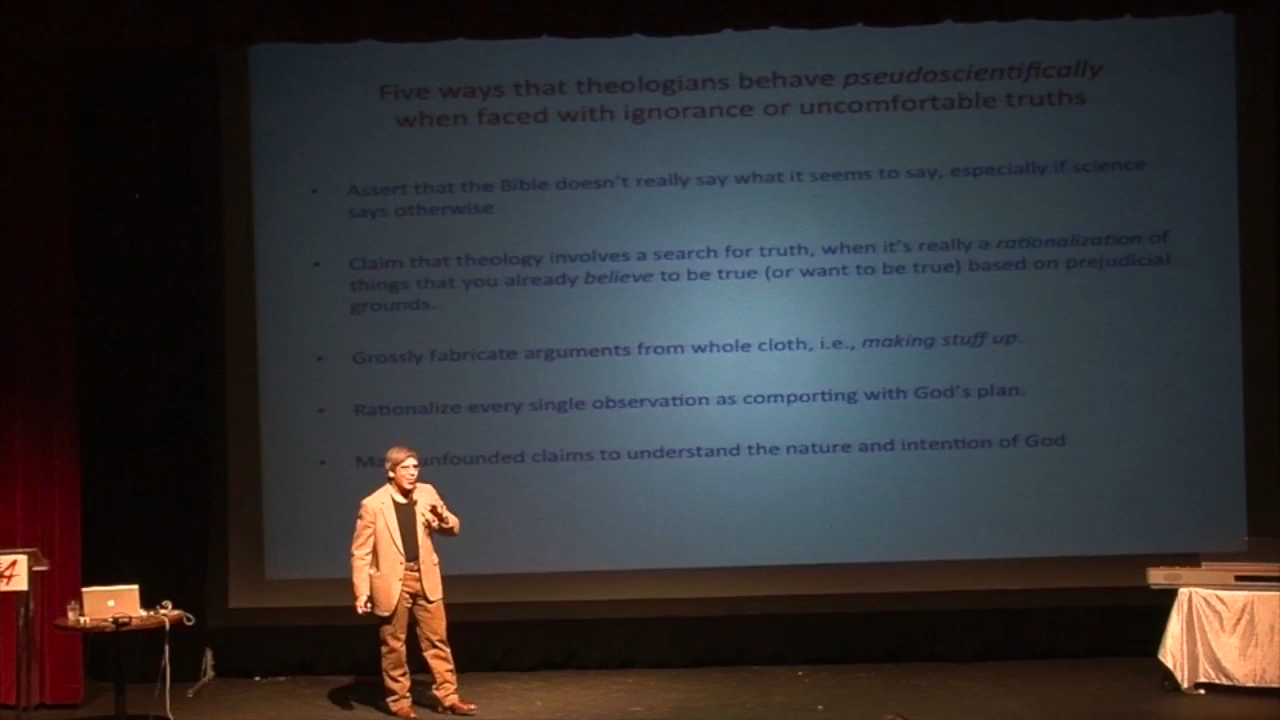 Five ways that theologians behave pseudoscientifically
when faced with ignorance or uncomfortable truths
• Assert that the Bible doesn't really say what it seems to say, especially if science
says otherwise
• Claim that theology involves a search for truth, when it's really a rationalization of
things that you already believe to be true (or want to be true) based on prejudicial
grounds.
• Grossly fabricate arguments from whole cloth, i.e., making stuff up.
• Rationalize every single observation as comporting with God's plan.
• unfounded claims to understand the nature and intention of God
A